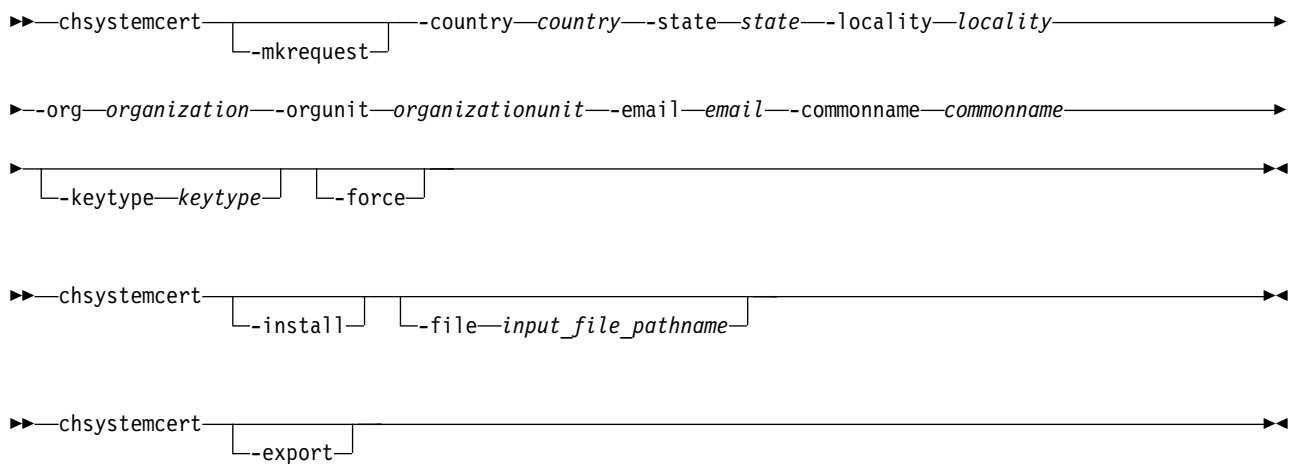 chsystemcert -country country -state state -locality locality
-mkrequest
-org organization -orgunit organizationunit -email email -commonname commonname
-keytype keytype -force
chsystemcert
-install -file input_file_pathname
chsystemcert
-export